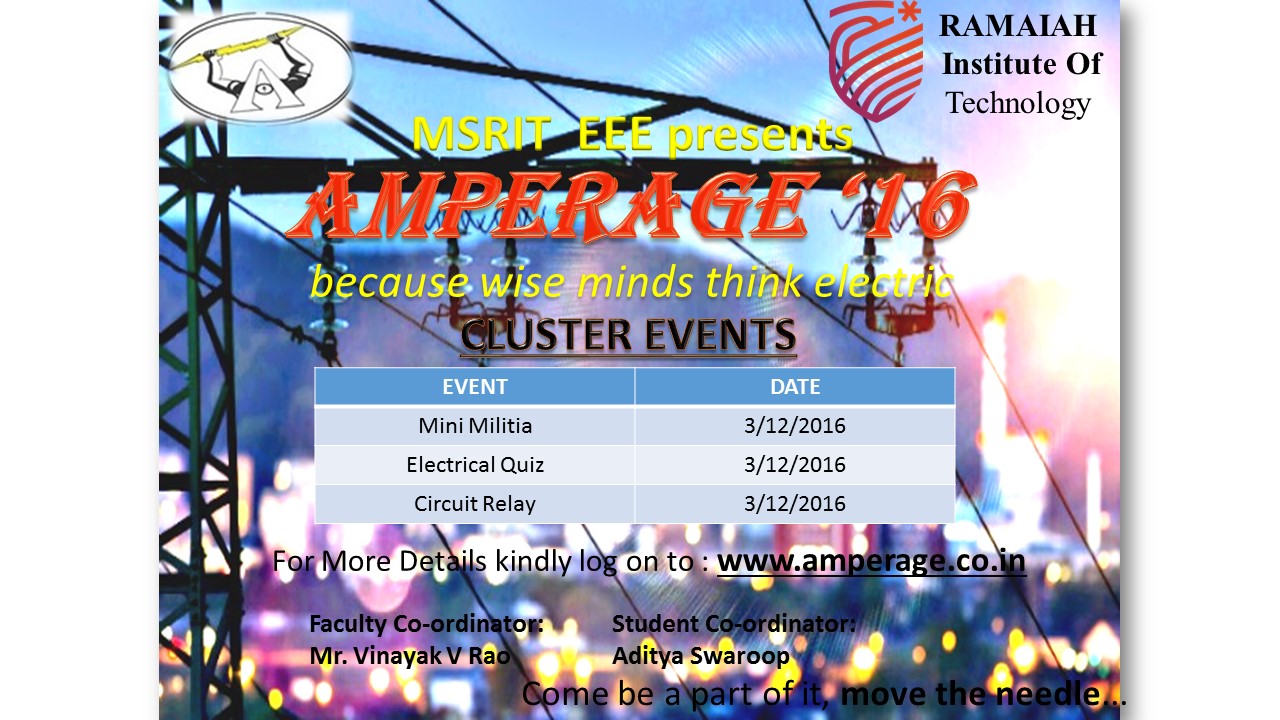 RAMAIAH
Institute Of
Technology
A
MSRIT EEE presents
AMPERAGE ‘16
because wise minds think electric
CLUSTER EVENTS
EVENT DATE
Mini Militia 3/12/2016
Electrical Quiz 3/12/2016
Circuit Relay 3/12/2016
For More Details kindly log on to : www.amperage.co.in
Faculty Co-ordinator: Student Co-ordinator:
Mr. Vinayak V Rao Aditya Swaroop
Come be a part of it, move the needle...